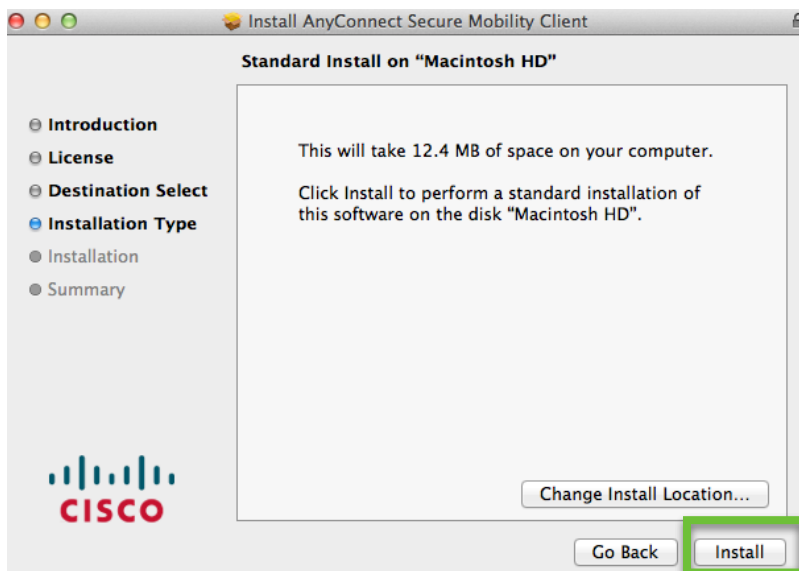 Install AnyConnect Secure Mobility Client
Standard Install on “Macintosh HD”
Introduction
License
Destination Select
Installation Type
Installation
Summary
This will take 12.4 MB of space on your computer.
Click Install to perform a standard installation of
this software on the disk “Macintosh HD”.
Change Install Location...
CISCO
Go Back
Install